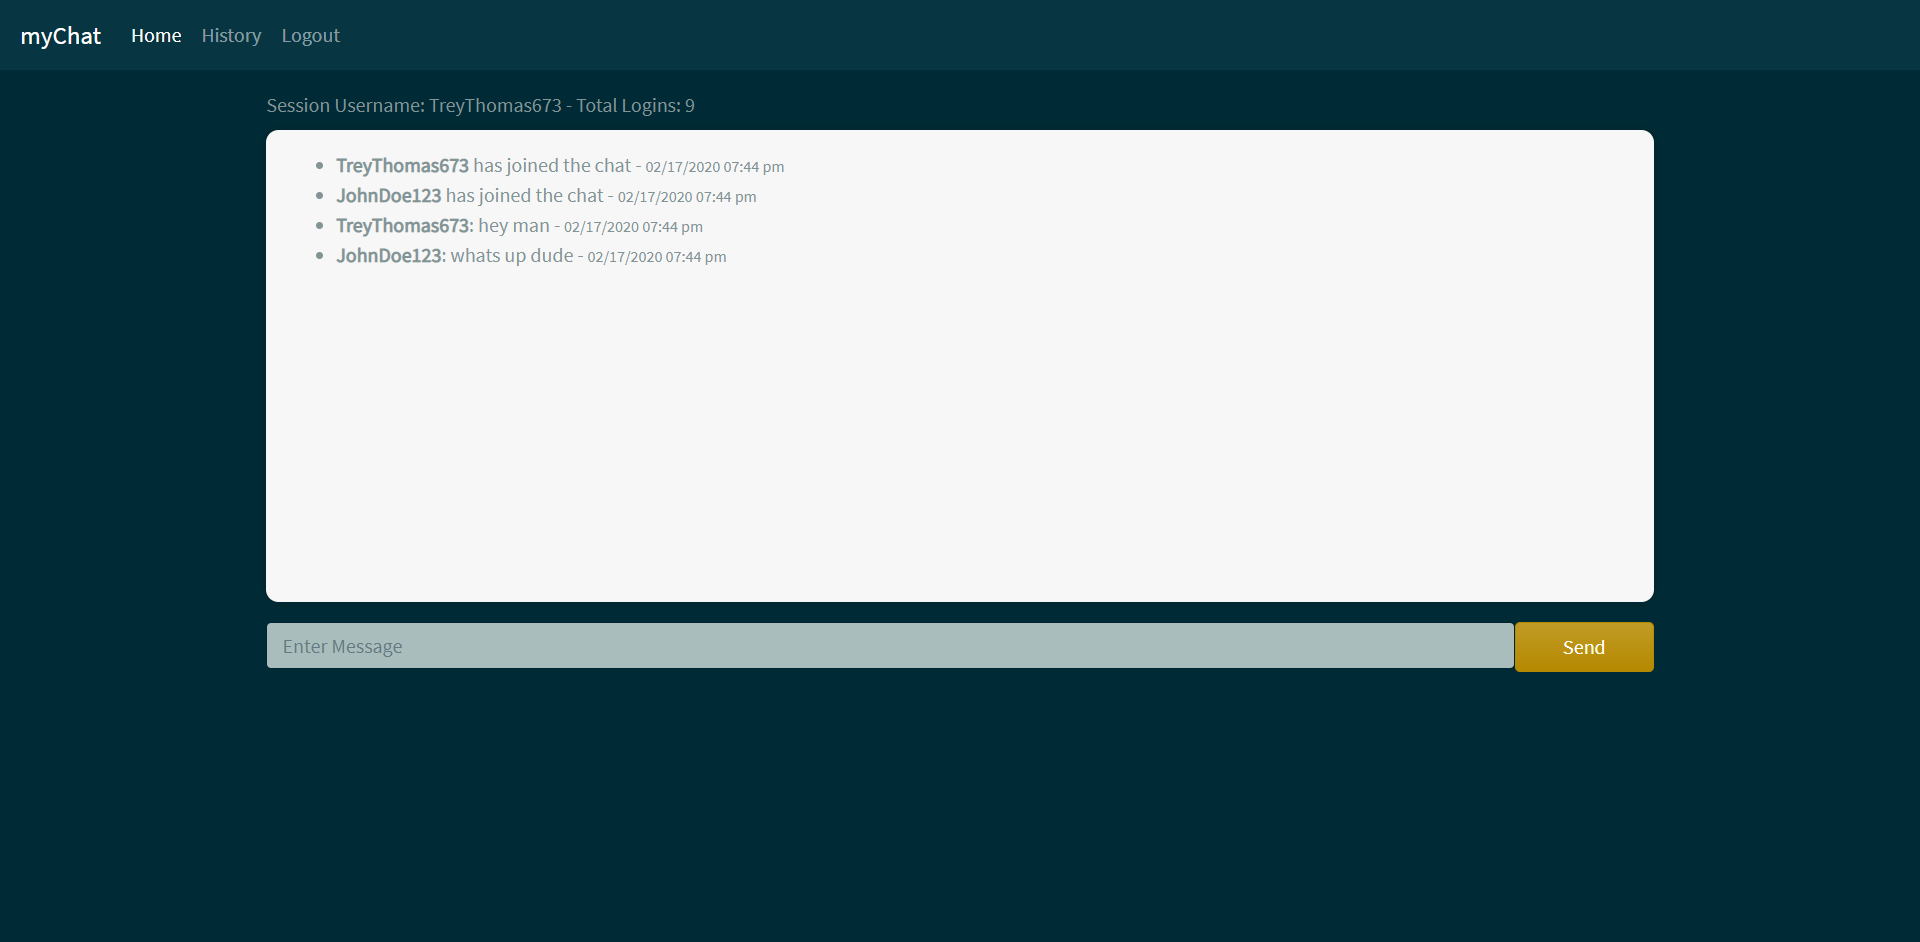 myChat Home History Logout
Session Username: TreyThomas673 - Total Logins: 9
TreyThomas673 has joined the chat - 02/17/2020 07:44 pm
JohnDoe123 has joined the chat - 02/17/2020 07:44 pm
TreyThomas673: hey man - 02/17/2020 07:44 pm
JohnDoe123: whats up dude - 02/17/2020 07:44 pm
Enter Message Send